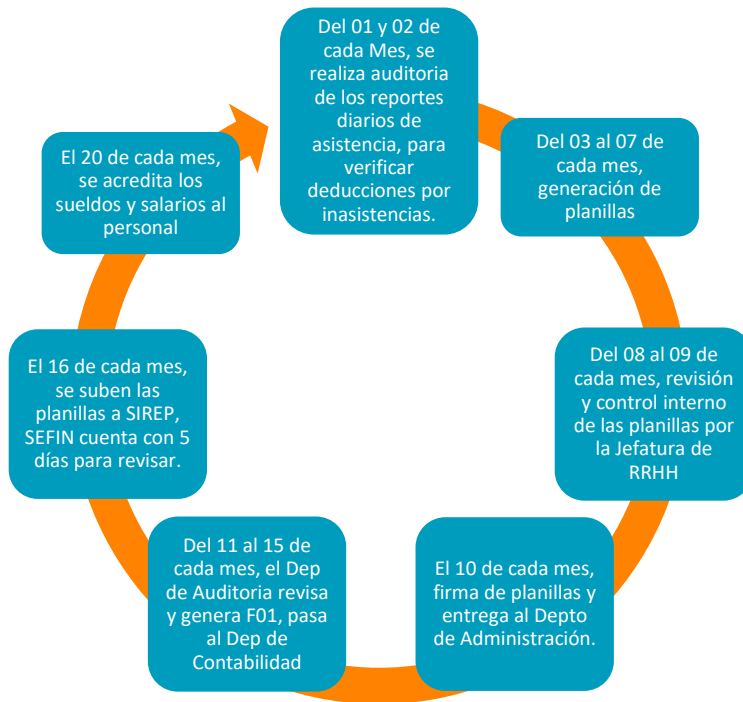 Del 01 y 02 de
cada Mes, se
realiza auditoria
de los reportes
diarios de
asistencia, para
verificar
deducciones por
inasistencias.
Del 03 al 07 de
cada mes,
generación de
planillas
Del 08 al 09 de
cada mes, revisión
y control interno
de las planillas por
la Jefatura de
RRHH
El 10 de cada mes,
firma de planillas y
entrega al Depto
de Administración.
Del 11 al 15 de
cada mes, el Dep
de Auditoria revisa
y genera F01, pasa
al Dep de
Contabilidad
El 16 de cada mes,
se suben las
planillas a SIREP,
SEFIN cuenta con 5
días para revisar.
El 20 de cada mes,
se acredita los
sueldos y salarios al
personal